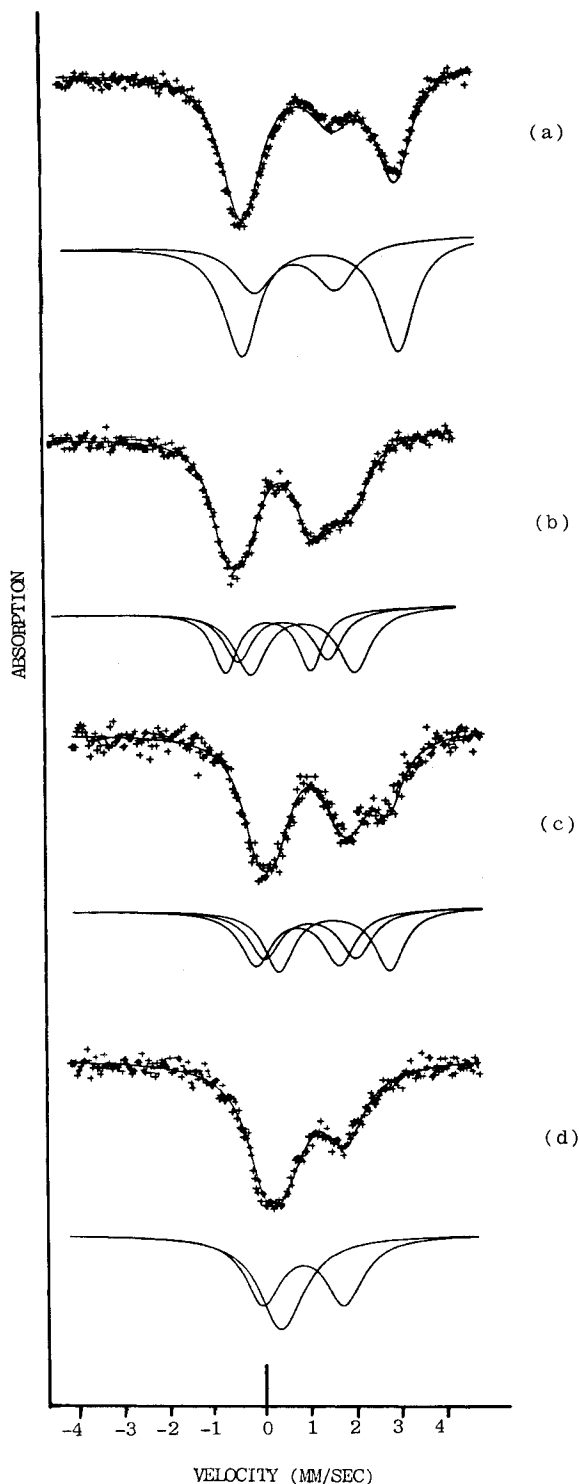 (a)
(b)
ABSORPTION
(c)
(d)
-4 -3 -2 -1 0 1 2 3 4
VELOCITY (MM/SEC)